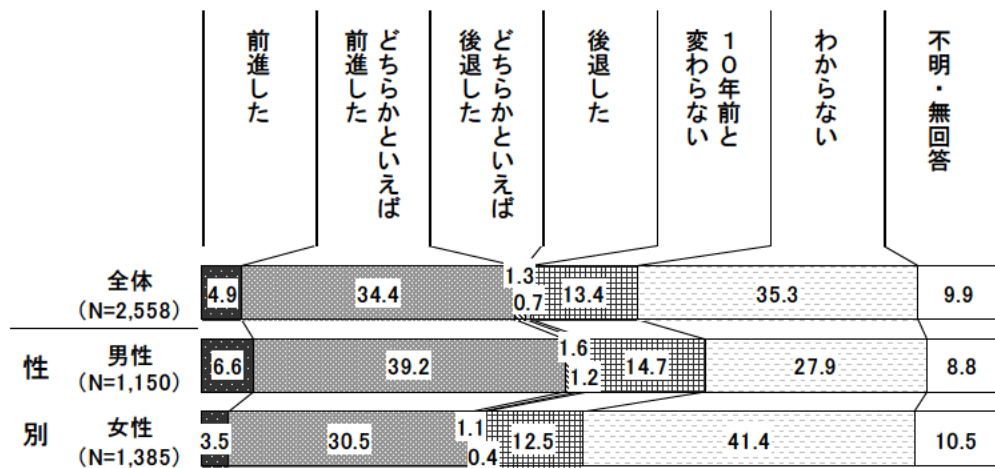 前進した
どちらかといえば
前進した
どちらかといえば
後退した
後退した
10年前と
変わらない
わからない
不明・無回答
全体
(N=2,558)
4.9
34.4
1.3
0.7
13.4
35.3
9.9
性別
男性
(N=1,150)
6.6
39.2
1.6
1.2
14.7
27.9
8.8
女性
(N=1,385)
3.5
30.5
1.1
0.4
12.5
41.4
10.5